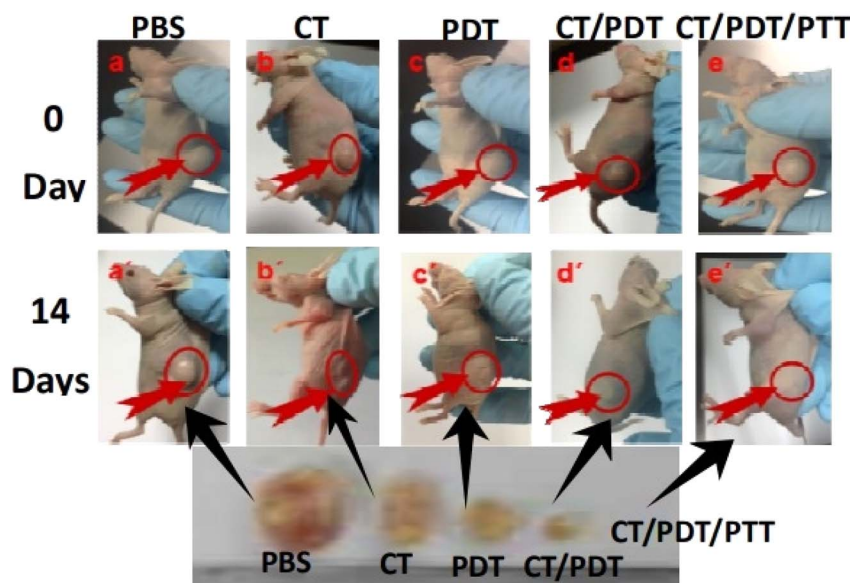 PBS CT PDT CT/PDT CT/PDT/PTT
a b c d e
0
Day
a´ b´ c´ d´ e´
14
Days
CT/PDT/PTT
PBS CT PDT CT/PDT